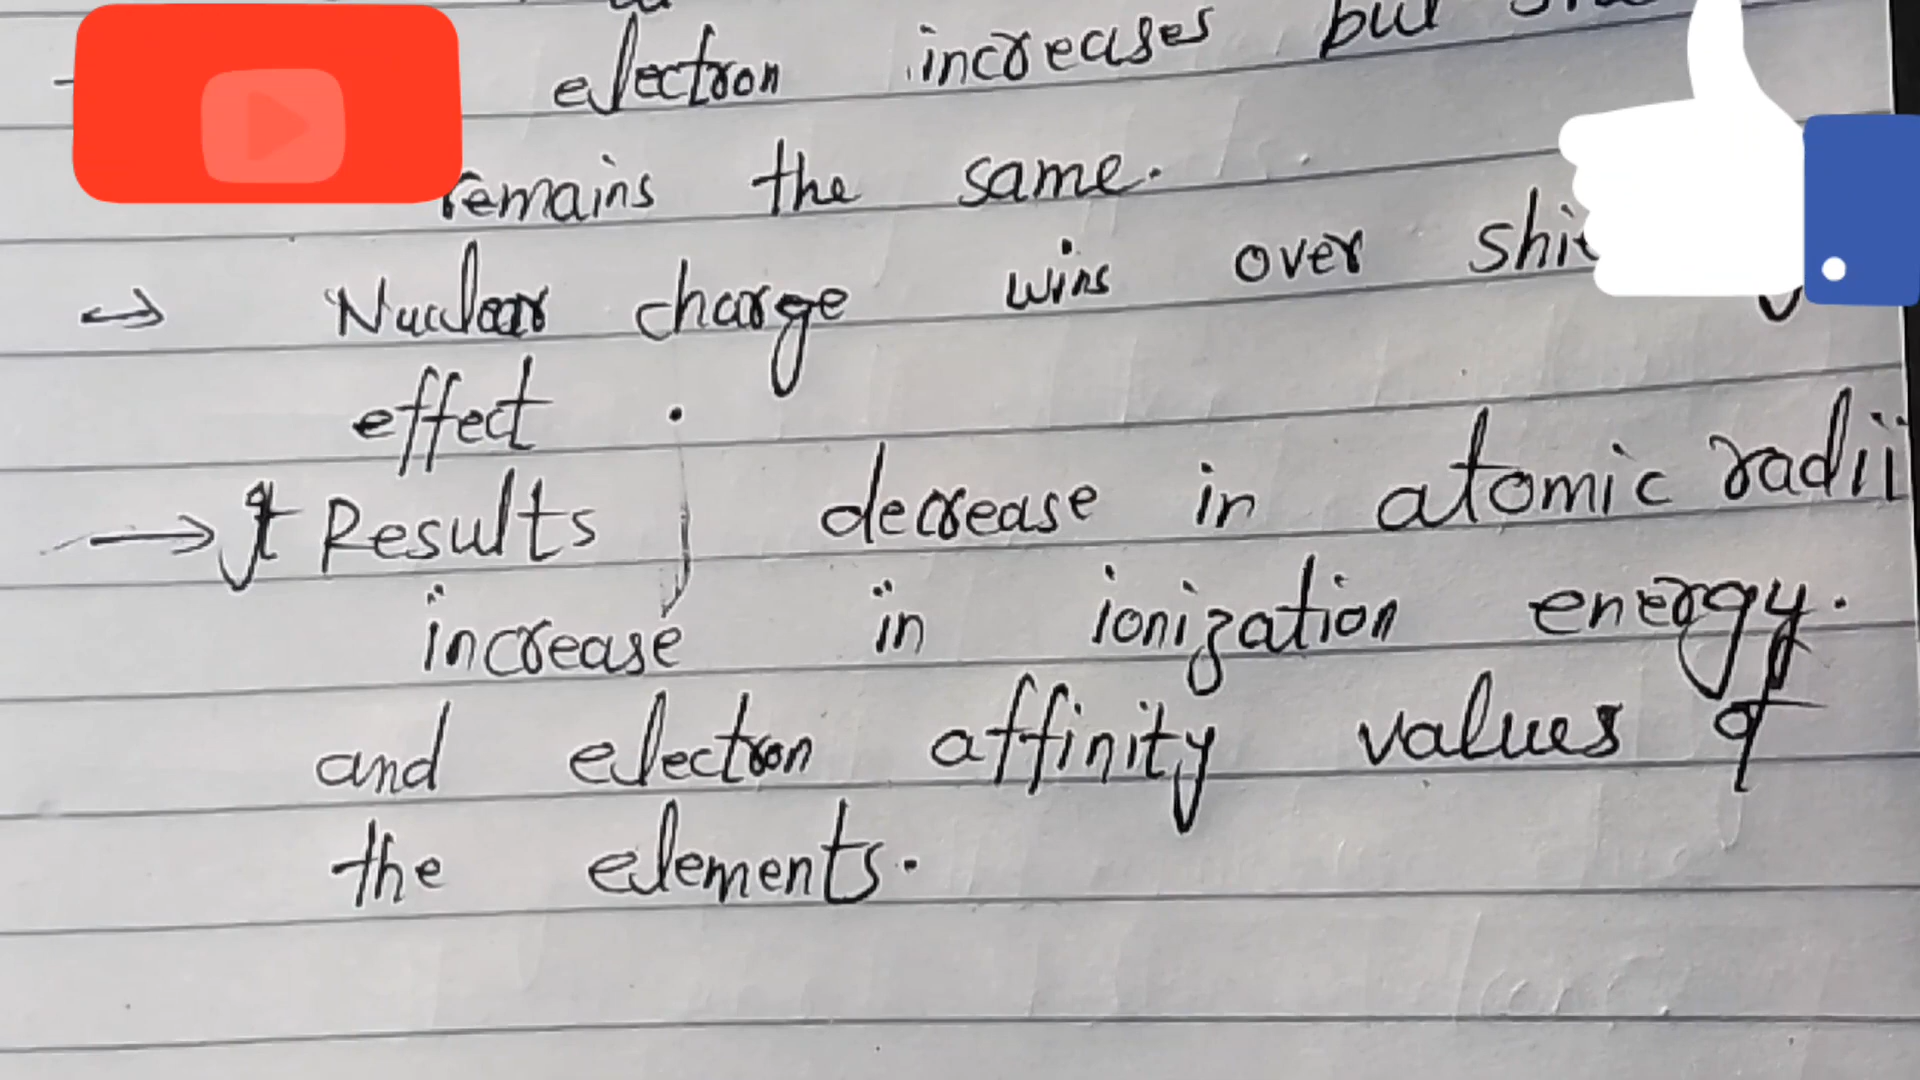 electron increases but
remains the same.
→ Nuclear charge wins over
effect .
→ It Results, decrease in atomic radii
increase in ionization energy.
and electron affinity values of
the elements.